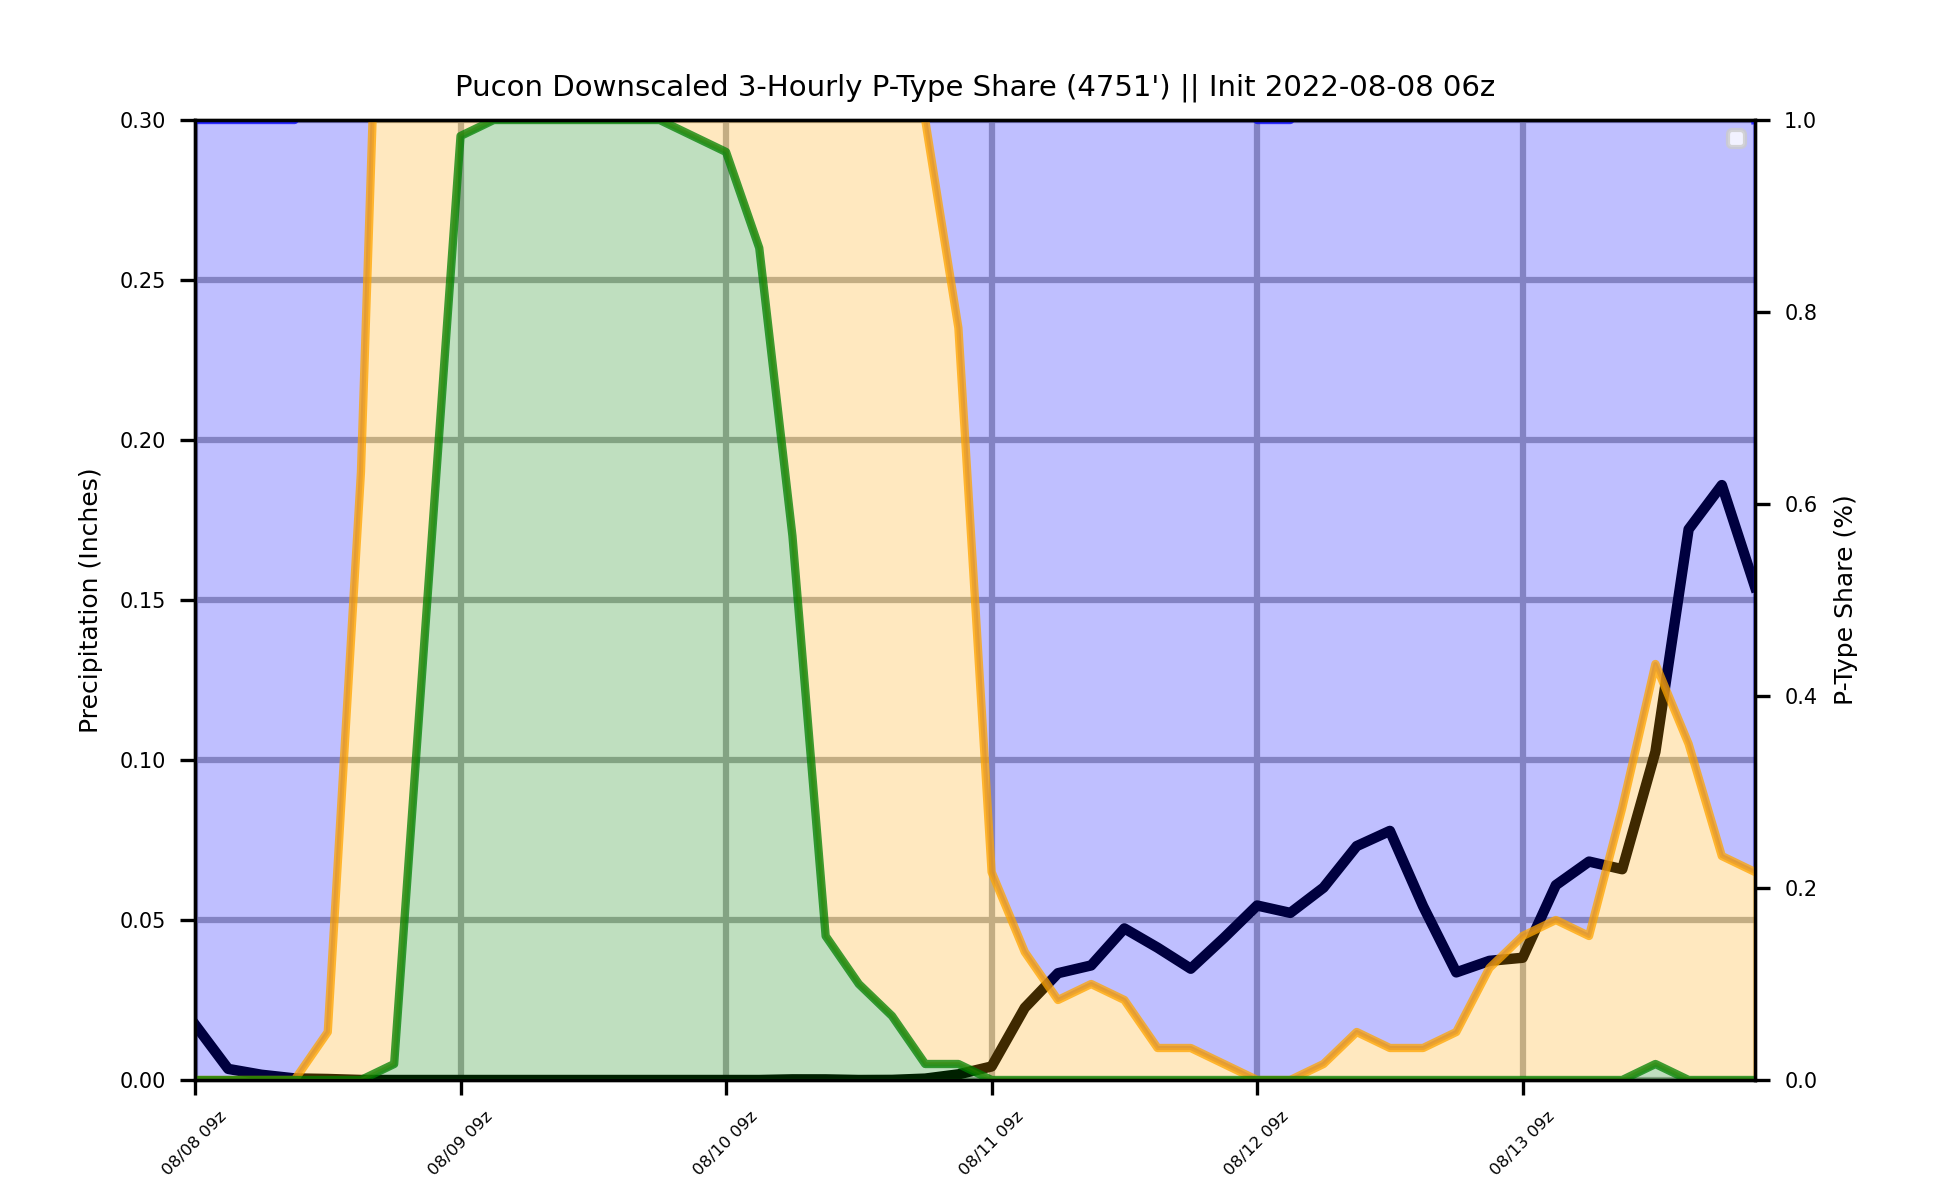 Pucon Downscaled 3-Hourly P-Type Share (4751') || Init 2022-08-08 06z
Precipitation (Inches)
0.30
0.25
0.20
0.15
0.10
0.05
0.00
1.0
0.8
0.6
0.4
0.2
0.0
P-Type Share (%)
08/08 09z
08/09 09z
08/10 09z
08/11 09z
08/12 09z
08/13 09z